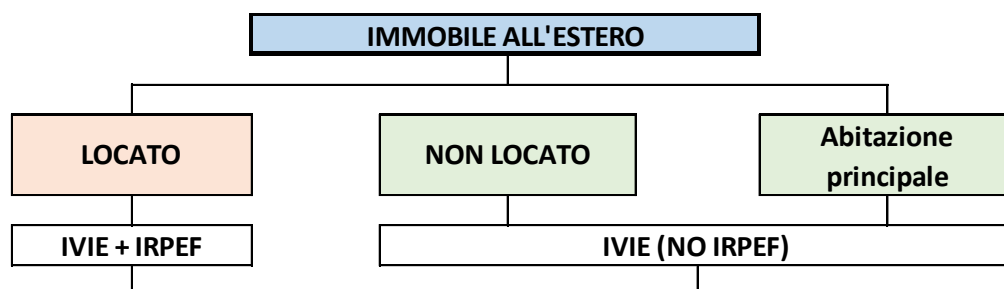 IMMOBILE ALL'ESTERO
LOCATO
NON LOCATO
Abitazione
principale
IVIE + IRPEF
IVIE (NO IRPEF)